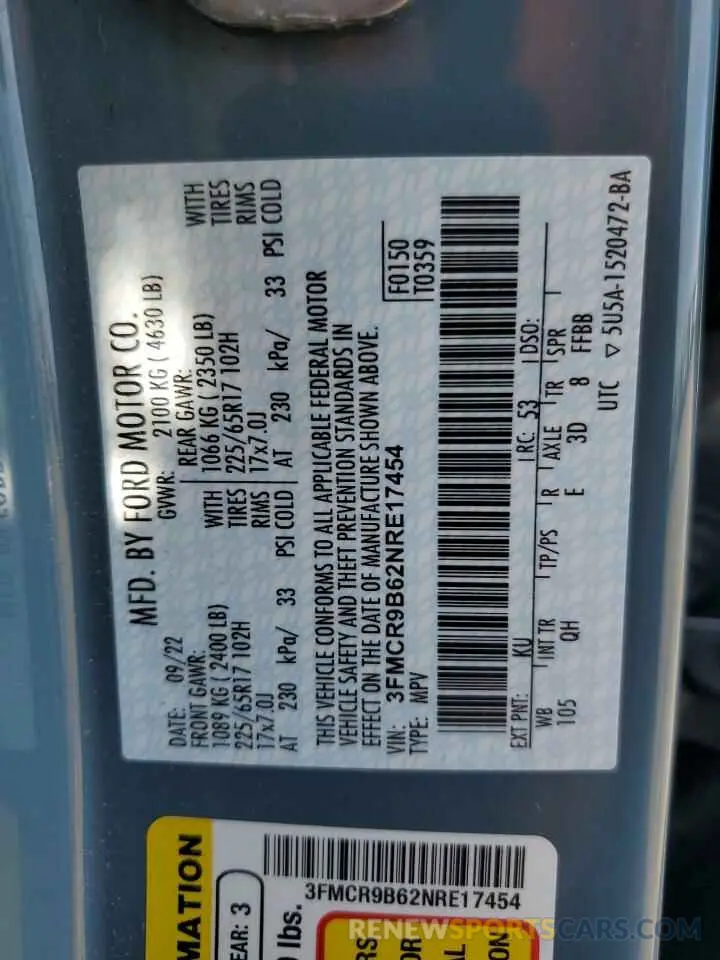 MFD. BY FORD MOTOR CO.
DATE: 09/22 GVWR: 2100 KG ( 4630 LB)
FRONT GAWR: REAR GAWR:
1089 KG ( 2400 LB) WITH 1066 KG ( 2350 LB) WITH
225/65R17 102H TIRES 225/65R17 102H TIRES
17x7.0J RIMS 17x7.0J RIMS
AT 230 kPa/ 33 PSI COLD AT 230 kPa/ 33 PSI COLD
THIS VEHICLE CONFORMS TO ALL APPLICABLE FEDERAL MOTOR
VEHICLE SAFETY AND THEFT PREVENTION STANDARDS IN
EFFECT ON THE DATE OF MANUFACTURE SHOWN ABOVE.
VIN: 3FMCR9B62NRE17454 F0150
TYPE: MPV T0359
EXT PNT: KU RC: 53 DSO:
WB INT TR TP/PS R AXLE TR SPR
105 QH E 3D 8 FFBB
UTC ▽ 5U5A-1520472-BA
MATION
EAR: 3
lbs.
3FMCR9B62NRE17454
RENEWSPORTSCARS.COM